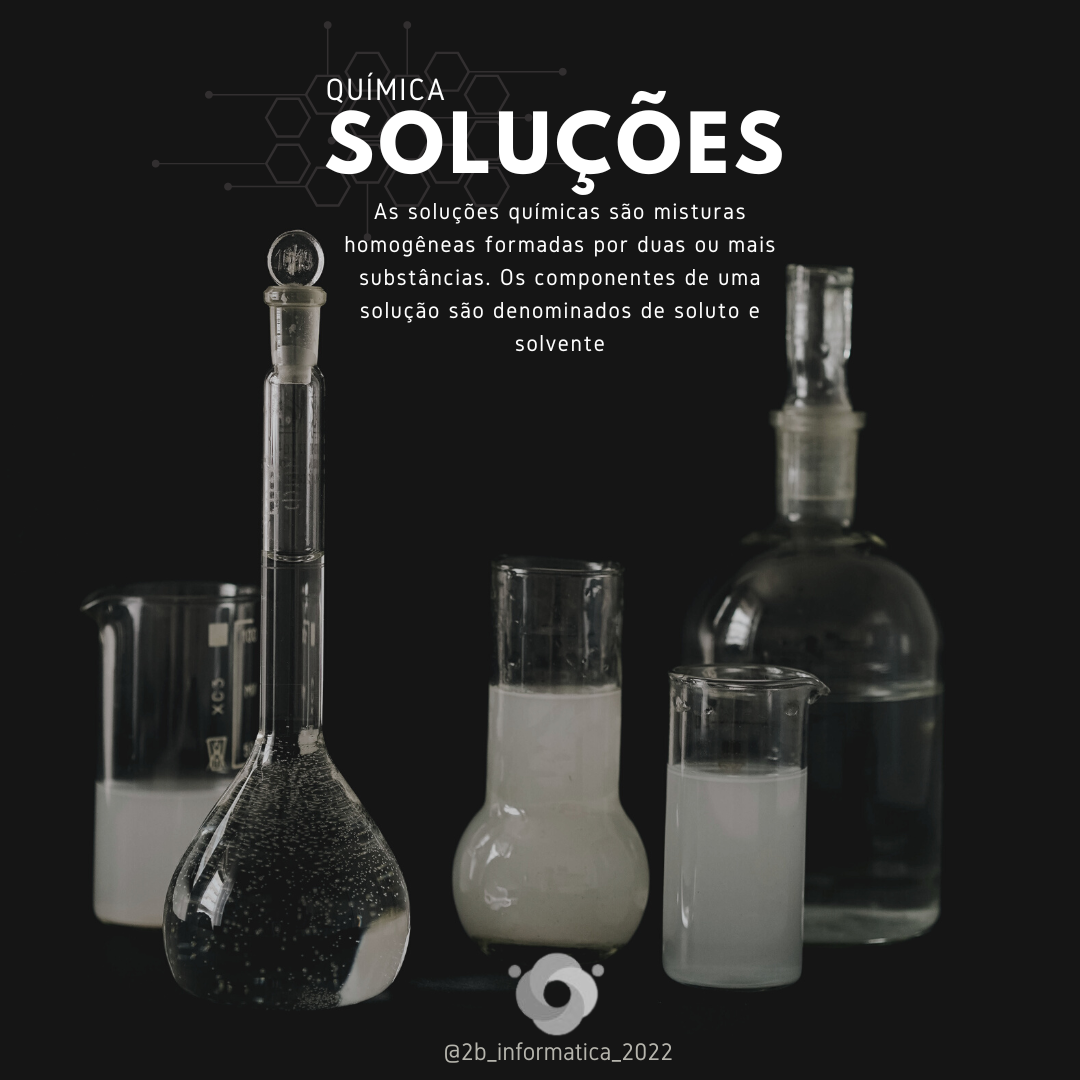 QUÍMICA
SOLUÇÕES
As soluções químicas são misturas
homogêneas formadas por duas ou mais
substâncias. Os componentes de uma
solução são denominados de soluto e
solvente
@2b_informatica_2022